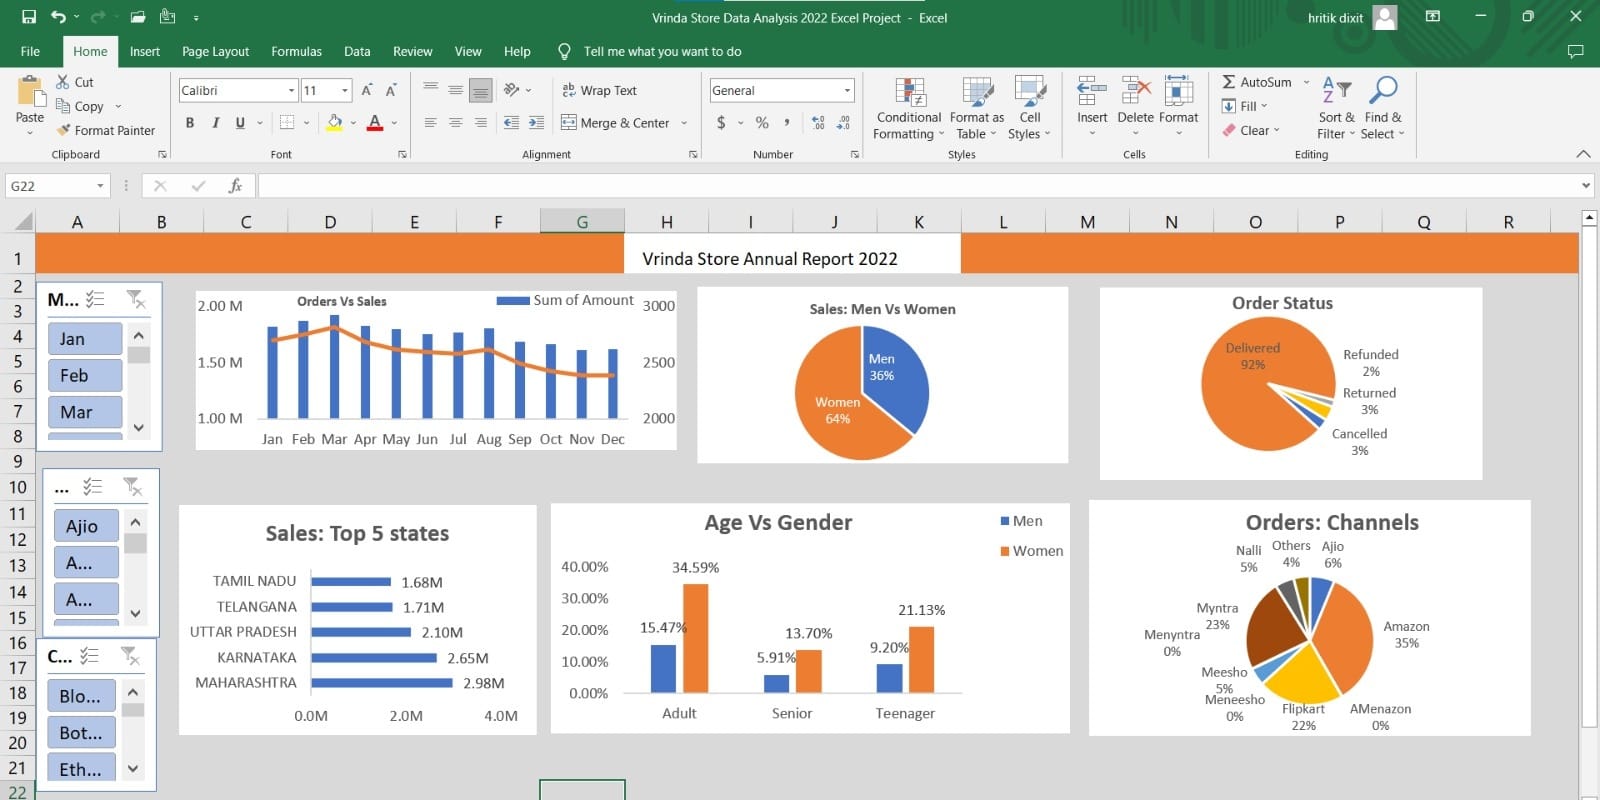 Vrinda Store Data Analysis 2022 Excel Project - Excel
hritik dixit
File Home Insert Page Layout Formulas Data Review View Help Tell me what you want to do
Paste
Cut
Copy
Format Painter
Clipboard
Calibri 11 A A
B I U A
Font
ab Wrap Text
Merge & Center
Alignment
General
$ % ,
Number
Conditional Formatting
Format as Table
Cell Styles
Styles
Insert Delete Format
Cells
AutoSum
Fill
Clear
Sort & Filter
Find & Select
Editing
G22 fx
A B C D E F G H I J K L M N O P Q R
1
2
3
4
5
6
7
8
9
10
11
12
13
14
15
16
17
18
19
20
21
22
Vrinda Store Annual Report 2022
M...
Jan
Feb
Mar
Orders Vs Sales
Sum of Amount
2.00 M
1.50 M
1.00 M
3000
2500
2000
Jan Feb Mar Apr May Jun Jul Aug Sep Oct Nov Dec
Sales: Men Vs Women
Men
36%
Women
64%
Order Status
Delivered
92%
Refunded
2%
Returned
3%
Cancelled
3%
...
Ajio
A...
A...
C...
Blo...
Bot...
Eth...
Sales: Top 5 states
TAMIL NADU 1.68M
TELANGANA 1.71M
UTTAR PRADESH 2.10M
KARNATAKA 2.65M
MAHARASHTRA 2.98M
0.0M 2.0M 4.0M
Age Vs Gender
Men
Women
40.00%
30.00%
20.00%
10.00%
0.00%
15.47% 34.59%
5.91% 13.70%
9.20% 21.13%
Adult Senior Teenager
Orders: Channels
Nalli
5%
Others
4%
Ajio
6%
Myntra
23%
Amazon
35%
Menyntra
0%
Meesho
5%
Meneesho
0%
Flipkart
22%
AMenazon
0%